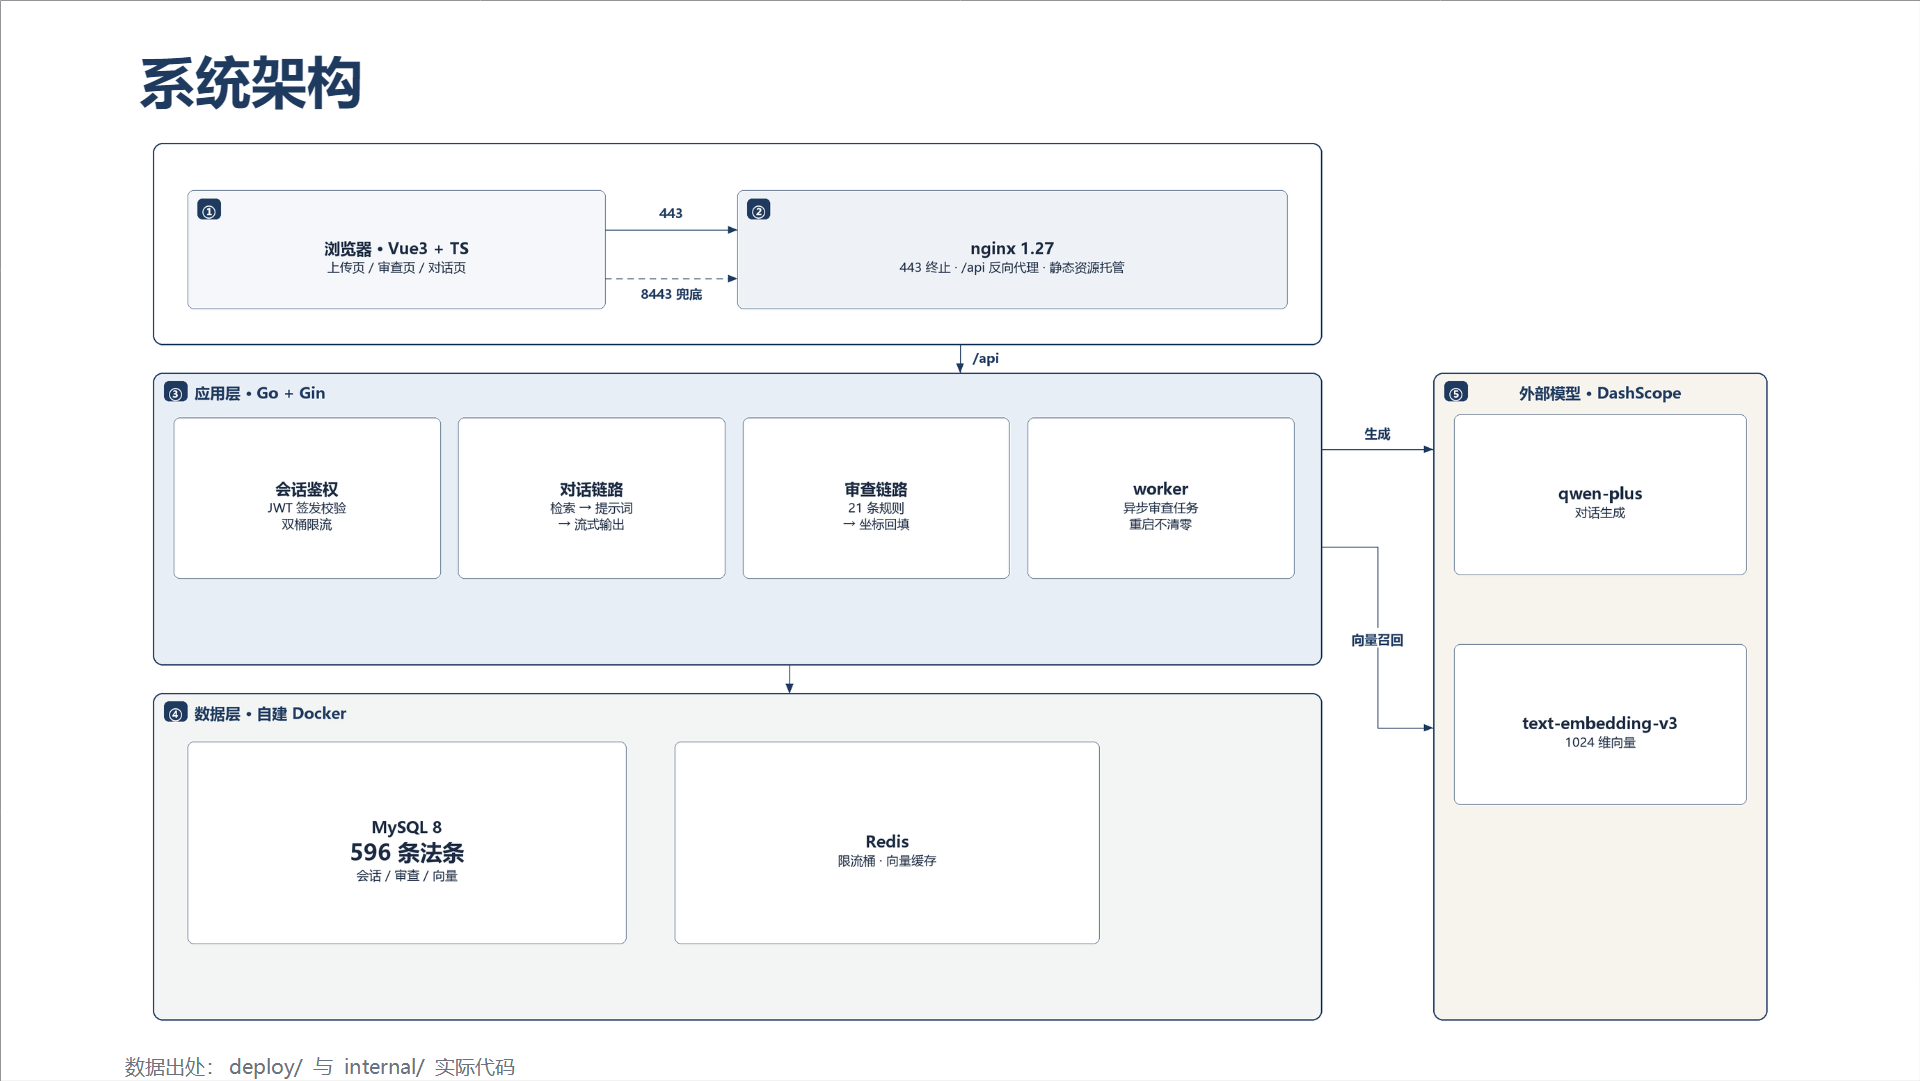 系统架构
①
浏览器 • Vue3 + TS
上传页 / 审查页 / 对话页
443
8443 兜底
②
nginx 1.27
443 终止 · /api 反向代理 · 静态资源托管
/api
③ 应用层 • Go + Gin
会话鉴权
JWT 签发校验
双桶限流
对话链路
检索 → 提示词
→ 流式输出
审查链路
21 条规则
→ 坐标回填
worker
异步审查任务
重启不清零
生成
向量召回
⑤ 外部模型 • DashScope
qwen-plus
对话生成
text-embedding-v3
1024 维向量
④ 数据层 • 自建 Docker
MySQL 8
596 条法条
会话 / 审查 / 向量
Redis
限流桶 · 向量缓存
数据出处： deploy/ 与 internal/ 实际代码